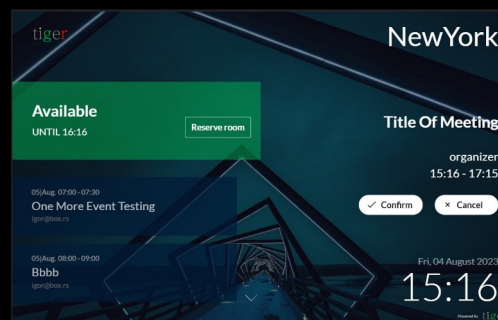 tiger
NewYork
Available
UNTIL 16:16
Reserve room
Title Of Meeting
organizer
15:16 - 17:15
✓ Confirm
× Cancel
05|Aug. 07:00 - 07:30
One More Event Testing
igor@box.rs
05|Aug. 08:00 - 09:00
Bbbb
igor@box.rs
Fri, 04 August 2023
15:16
Powered by